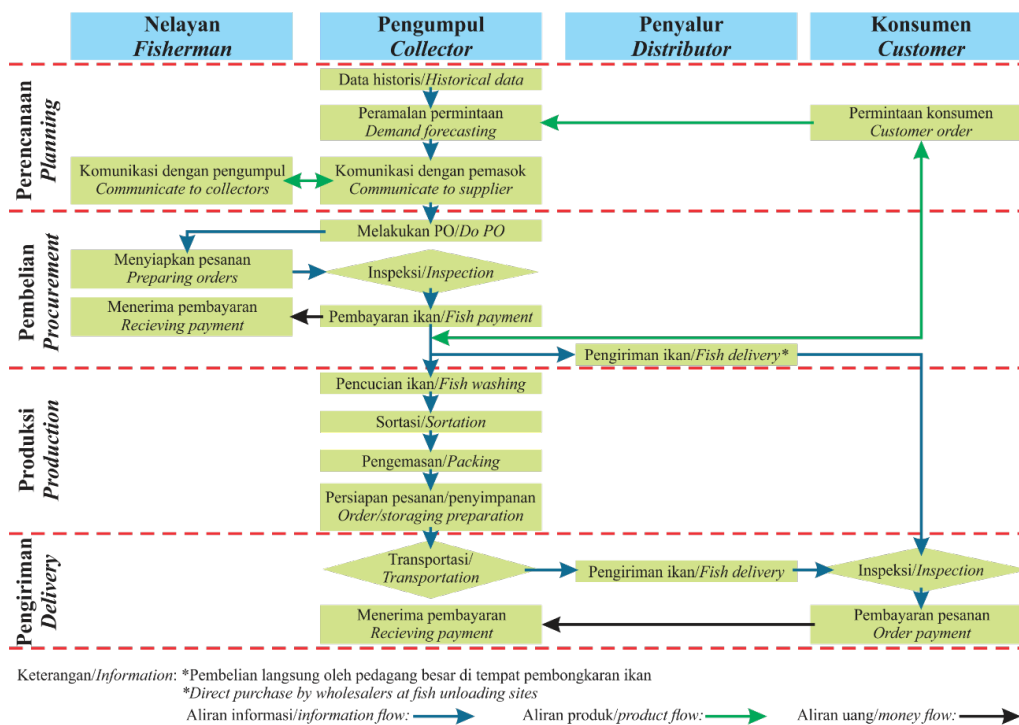 Nelayan
Fisherman
Pengumpul
Collector
Penyalur
Distributor
Konsumen
Customer
Perencanaan
Planning
Data historis/Historical data
Peramalan permintaan
Demand forecasting
Permintaan konsumen
Customer order
Komunikasi dengan pengumpul
Communicate to collectors
Komunikasi dengan pemasok
Communicate to supplier
Pembelian
Procurement
Melakukan PO/Do PO
Menyiapkan pesanan
Preparing orders
Inspeksi/Inspection
Menerima pembayaran
Recieving payment
Pembayaran ikan/Fish payment
Pengiriman ikan/Fish delivery*
Produksi
Production
Pencucian ikan/Fish washing
Sortasi/Sortation
Pengemasan/Packing
Persiapan pesanan/penyimpanan
Order/storaging preparation
Pengiriman
Delivery
Transportasi/
Transportation
Pengiriman ikan/Fish delivery
Inspeksi/Inspection
Menerima pembayaran
Recieving payment
Pembayaran pesanan
Order payment
Keterangan/Information: *Pembelian langsung oleh pedagang besar di tempat pembongkaran ikan
*Direct purchase by wholesalers at fish unloading sites
Aliran informasi/information flow: Aliran produk/product flow: Aliran uang/money flow: